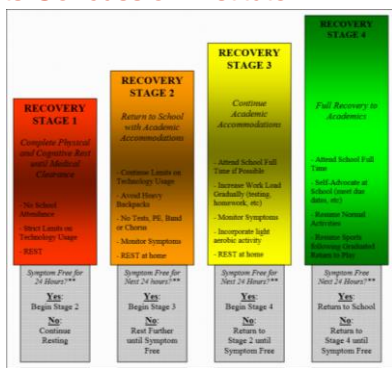 RECOVERY
STAGE 1
Complete Physical
and Cognitive Rest
until Medical
Clearance
- No School
Attendance
- Strict Limits on
Technology Usage
- REST
Symptom Free for
24 Hours?**
Yes:
Begin Stage 2
No:
Continue
Resting
RECOVERY
STAGE 2
Return to School
with Academic
Accommodations
- Continue Limits on
Technology Usage
- Avoid Heavy
Backpacks
- No Tests, PE, Band
or Chorus
- Monitor Symptoms
- REST at home
Symptom Free for
Next 24 Hours?**
Yes:
Begin Stage 3
No:
Rest Further
until Symptom
Free
RECOVERY
STAGE 3
Continue
Academic
Accommodations
- Attend School Full
Time if Possible
- Increase Work Load
Gradually (testing,
homework, etc)
- Monitor Symptoms
- Incorporate light
aerobic activity
- REST at home
Symptom Free for
Next 24 Hours?**
Yes:
Begin Stage 4
No:
Return to
Stage 2 until
Symptom Free
RECOVERY
STAGE 4
Full Recovery to
Academics
- Attend School Full
Time
- Self-Advocate at
School (meet due
dates, etc)
- Resume Normal
Activities
- Resume Sports
following Graduated
Return to Play
Symptom Free for
Next 24 Hours?**
Yes:
Return to School
No:
Return to
Stage 4 until
Symptom Free